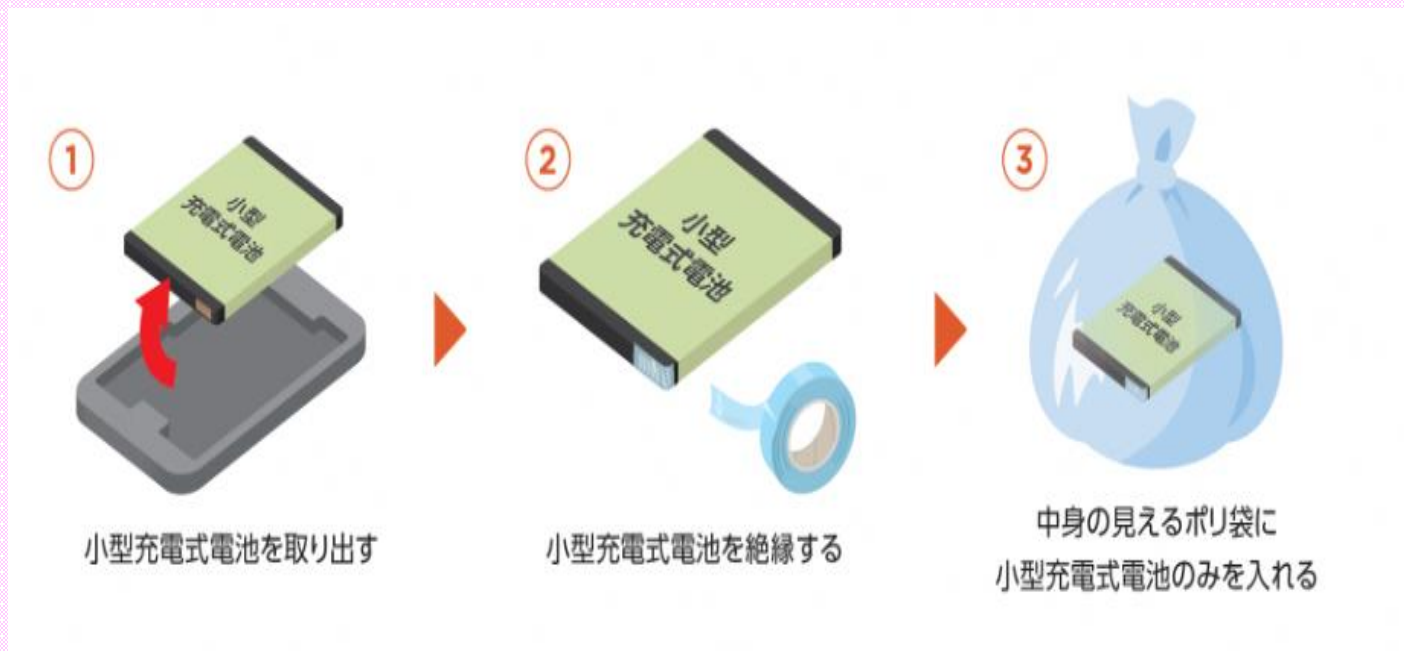 ①
小型
充電式電池
小型充電式電池を取り出す
②
小型
充電式電池
小型充電式電池を絶縁する
③
小型
充電式電池
中身の見えるポリ袋に
小型充電式電池のみを入れる